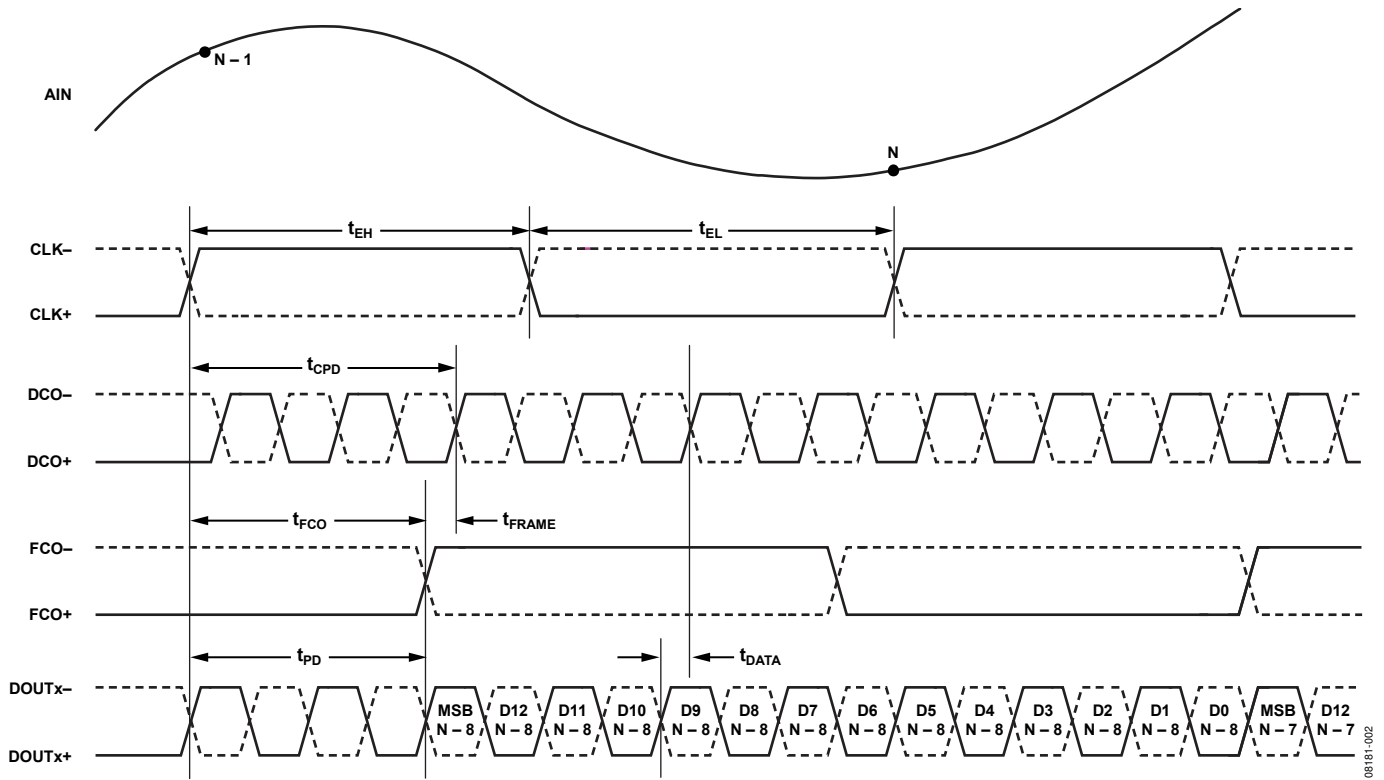 N – 1
AIN
N
tEH
tEL
CLK–
CLK+
tCPD
DCO–
DCO+
tFCO
tFRAME
FCO–
FCO+
tPD
tDATA
DOUTx–
DOUTx+
MSB N – 8
D12 N – 8
D11 N – 8
D10 N – 8
D9 N – 8
D8 N – 8
D7 N – 8
D6 N – 8
D5 N – 8
D4 N – 8
D3 N – 8
D2 N – 8
D1 N – 8
D0 N – 8
MSB N – 7
D12 N – 7
08181-002